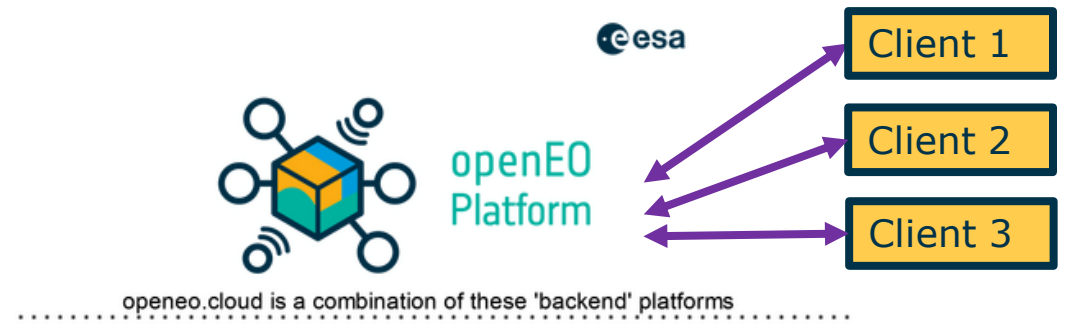 esa
Client 1
Client 2
openEO
Platform
Client 3
openeo.cloud is a combination of these 'backend' platforms